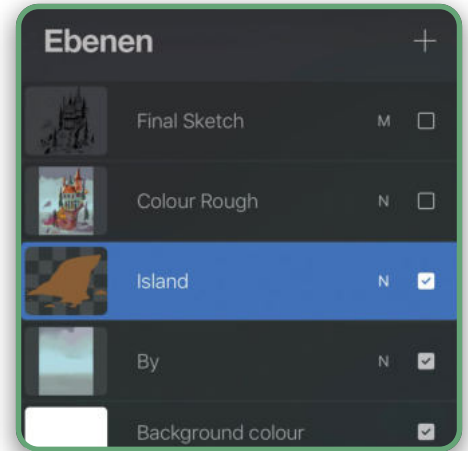 Ebenen
Final Sketch M
Colour Rough N
Island N
By N
Background colour